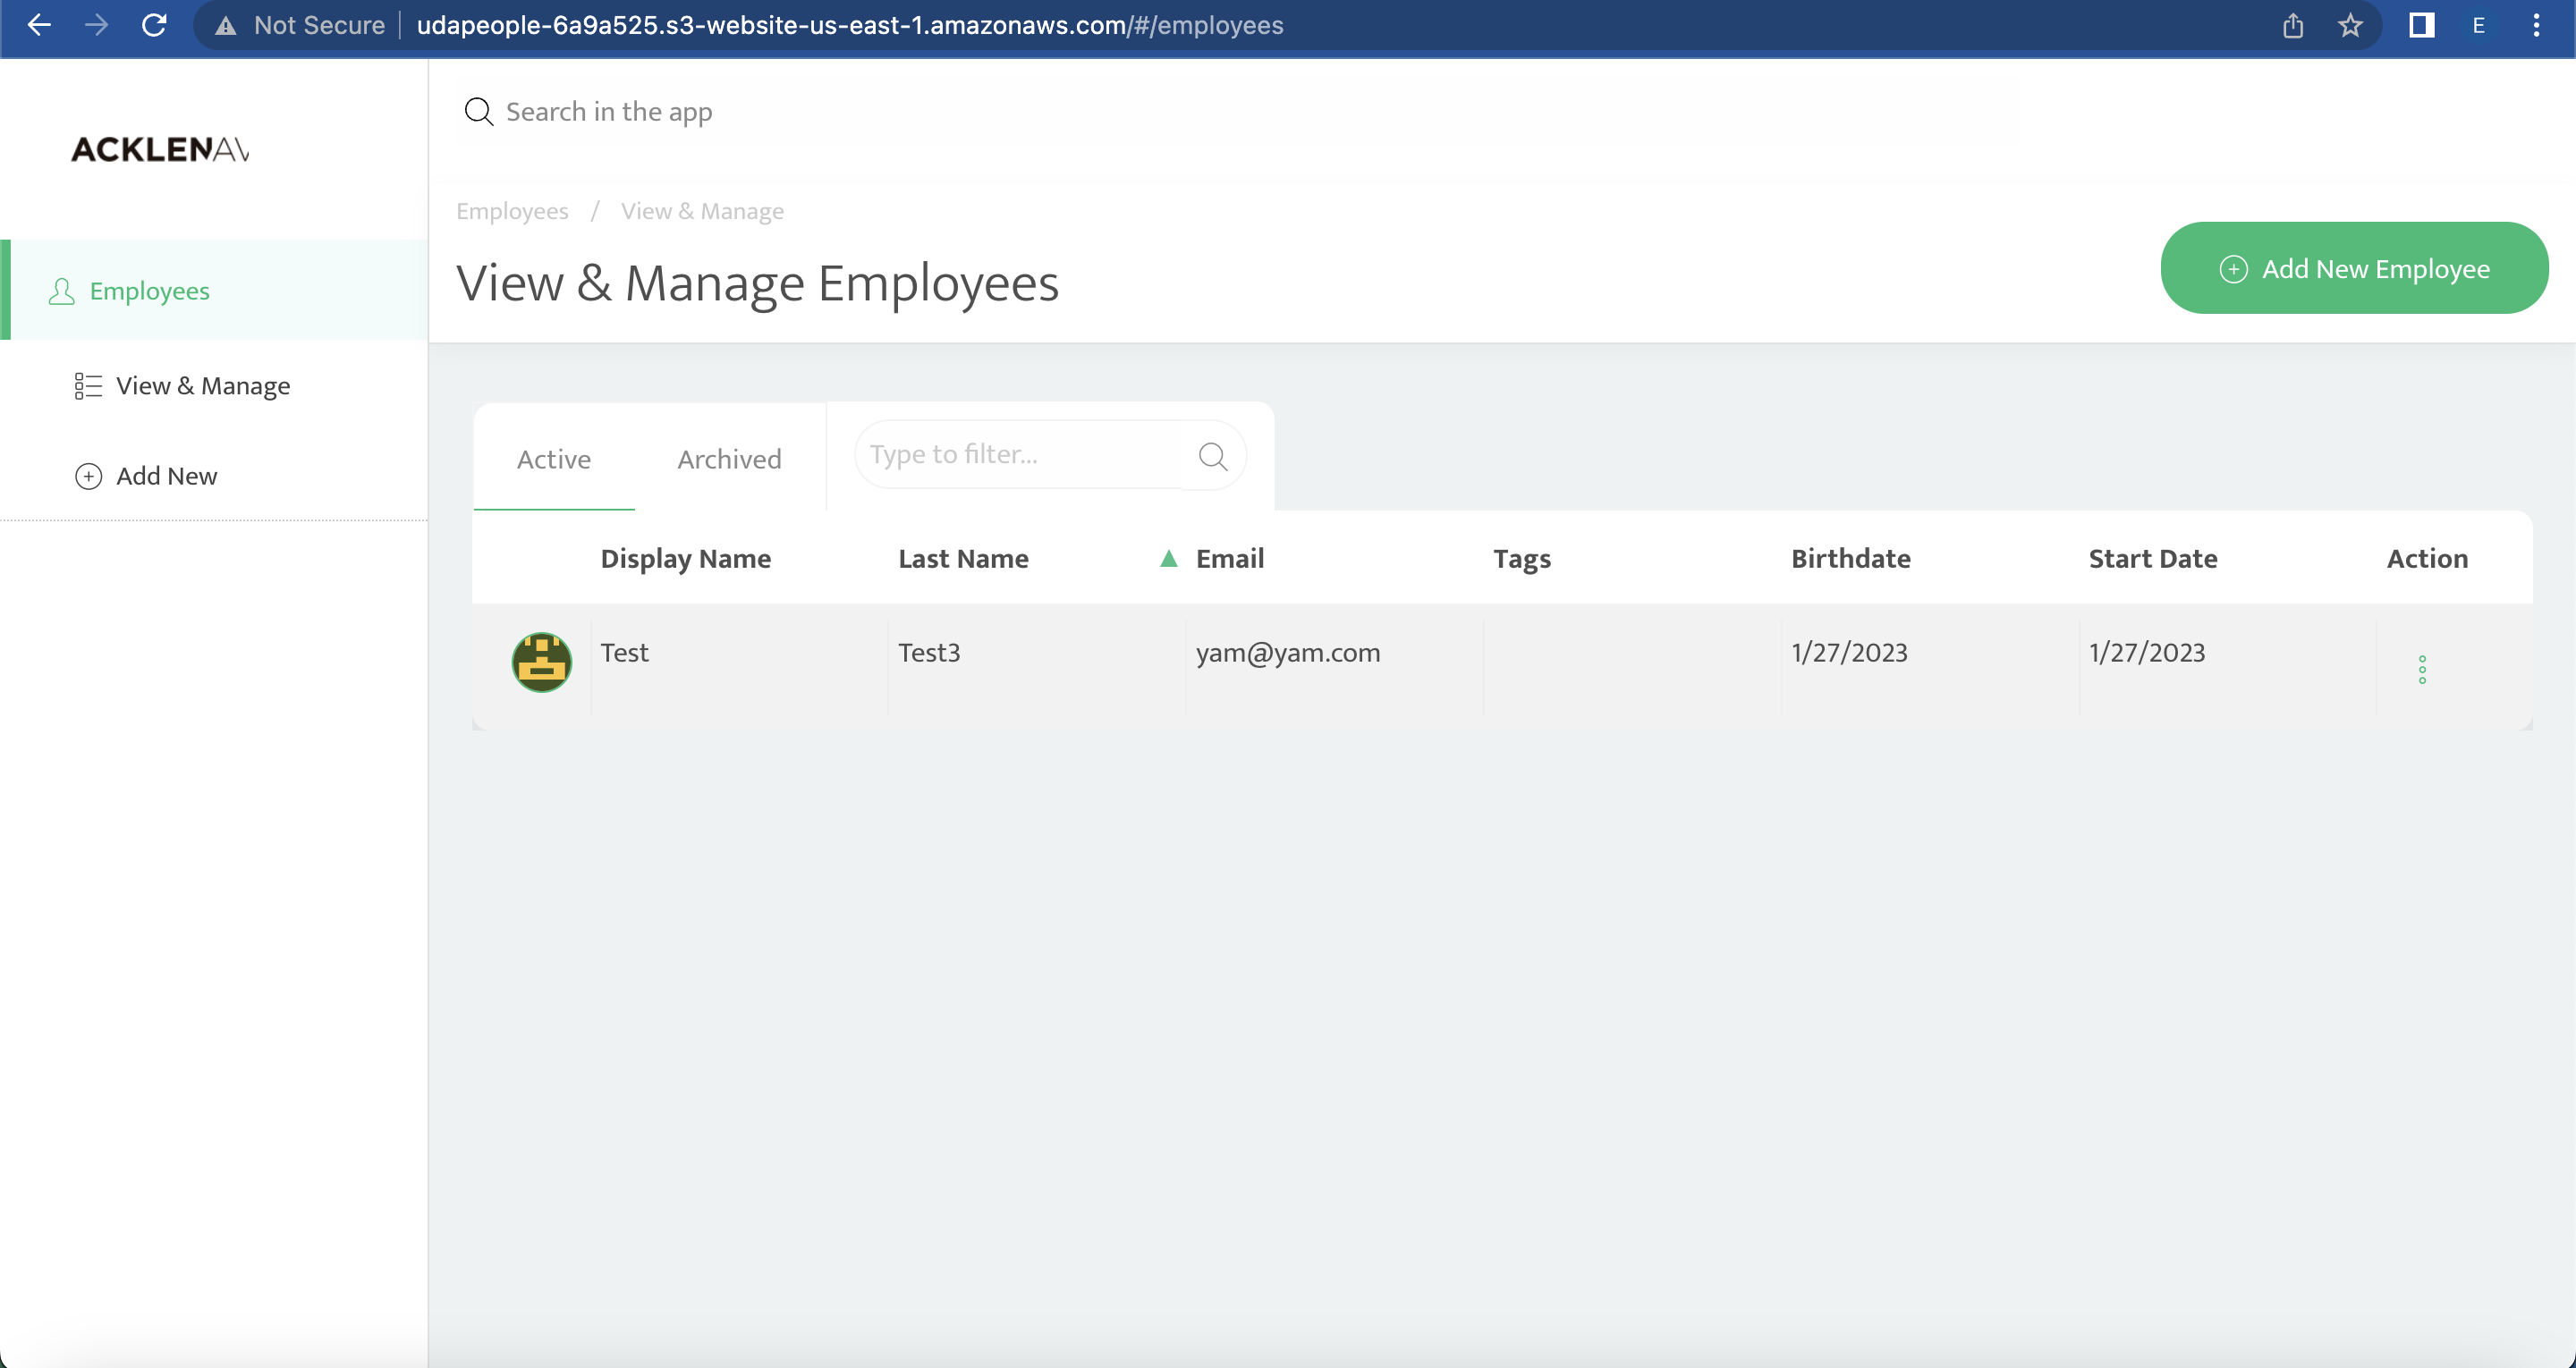 Not Secure udapeople-6a9a525.s3-website-us-east-1.amazonaws.com/#/employees E
ACKLENAV
Search in the app
Employees / View & Manage
View & Manage Employees
Add New Employee
Employees
View & Manage
Add New
Active Archived Type to filter...
Display Name Last Name Email Tags Birthdate Start Date Action
Test Test3 yam@yam.com 1/27/2023 1/27/2023